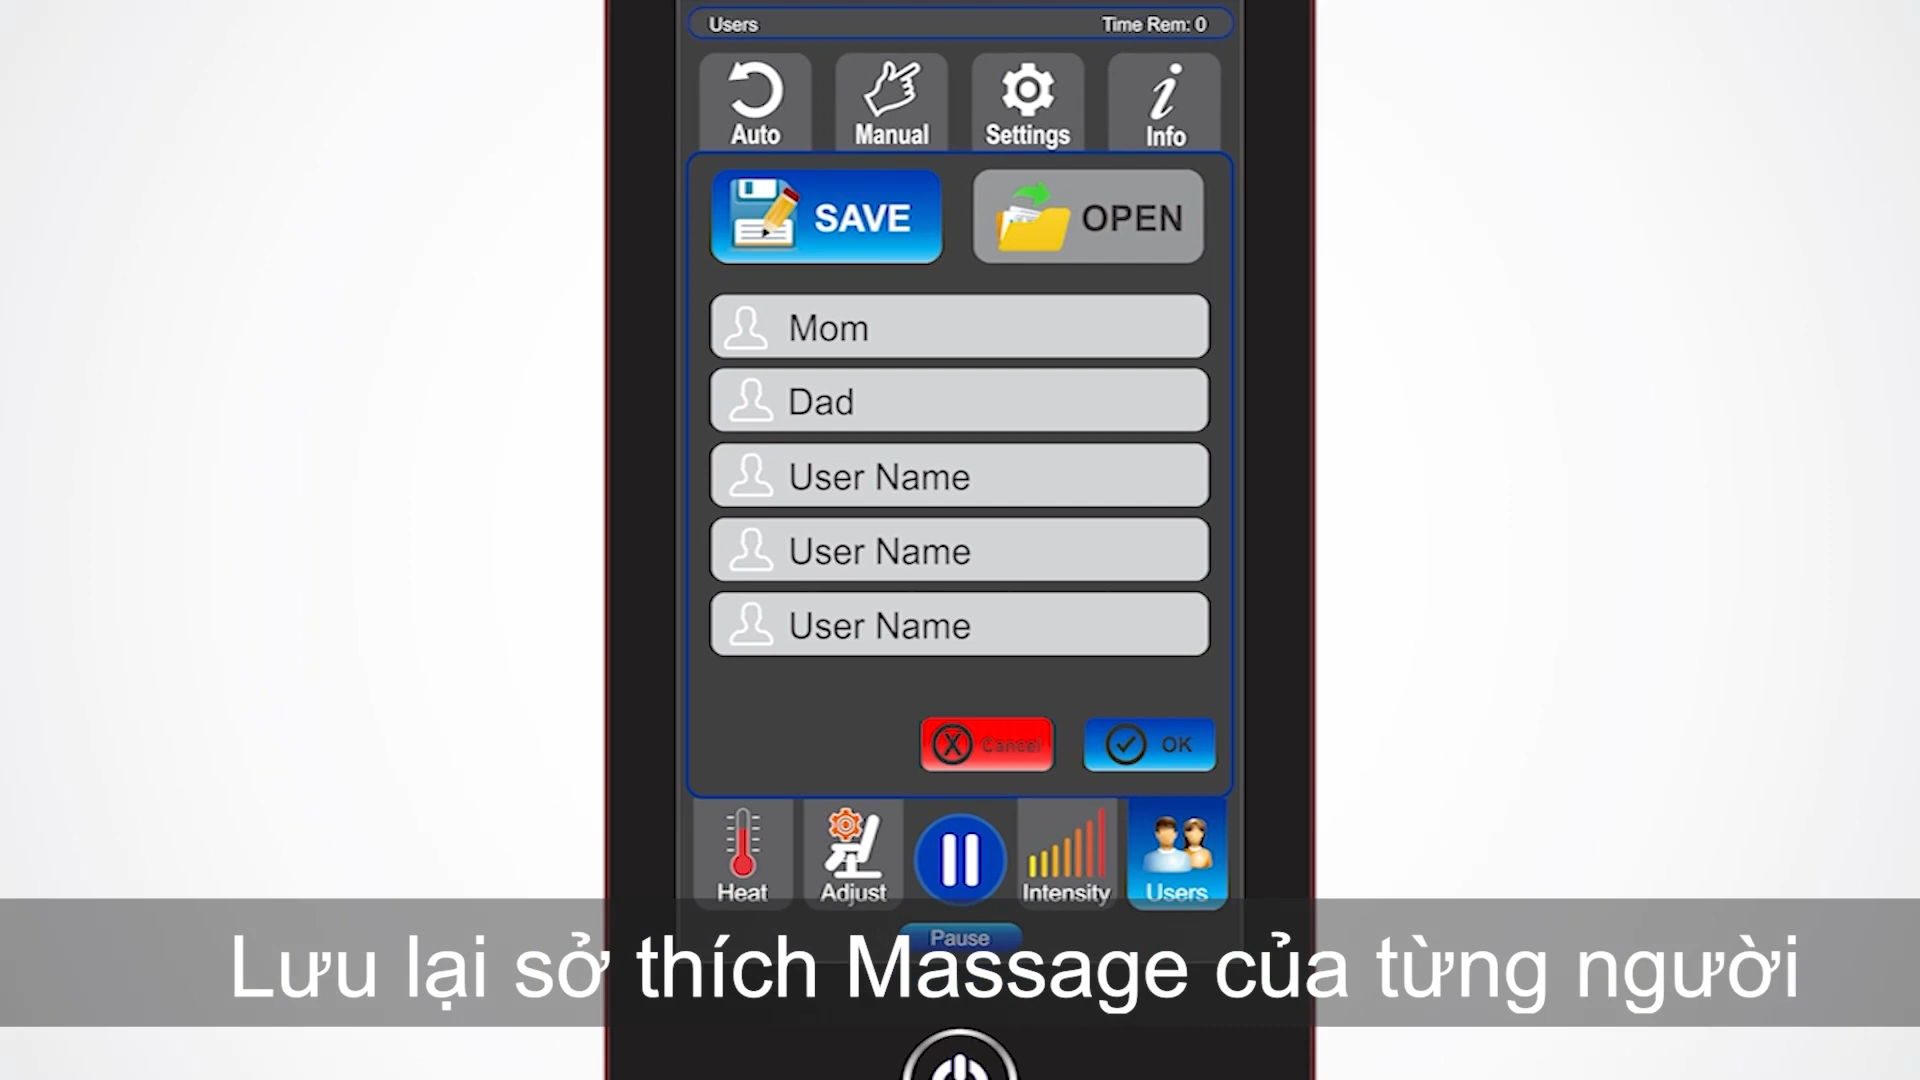 Users
Time Rem: 0
Auto
Manual
Settings
Info
SAVE
OPEN
Mom
Dad
User Name
User Name
User Name
X Cancel
OK
Heat
Adjust
Intensity
Users
Pause
Lưu lại sở thích Massage của từng người